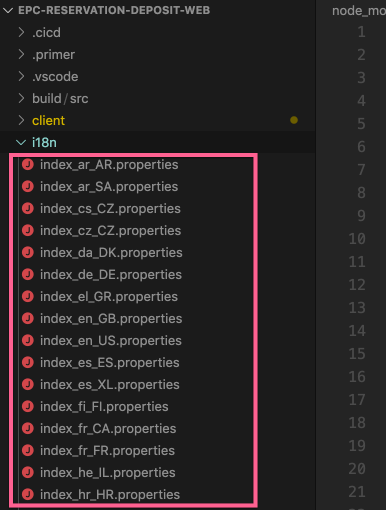 EPC-RESERVATION-DEPOSIT-WEB
node_mo
.cicd
1
.primer
2
.vscode
3
build/src
4
client
5
i18n
6
index_ar_AR.properties
7
index_ar_SA.properties
8
index_cs_CZ.properties
9
index_cz_CZ.properties
10
index_da_DK.properties
11
index_de_DE.properties
12
index_el_GR.properties
13
index_en_GB.properties
14
index_en_US.properties
15
index_es_ES.properties
16
index_es_XL.properties
17
index_fi_FI.properties
18
index_fr_CA.properties
19
index_fr_FR.properties
20
index_he_IL.properties
21
index_hr_HR.properties